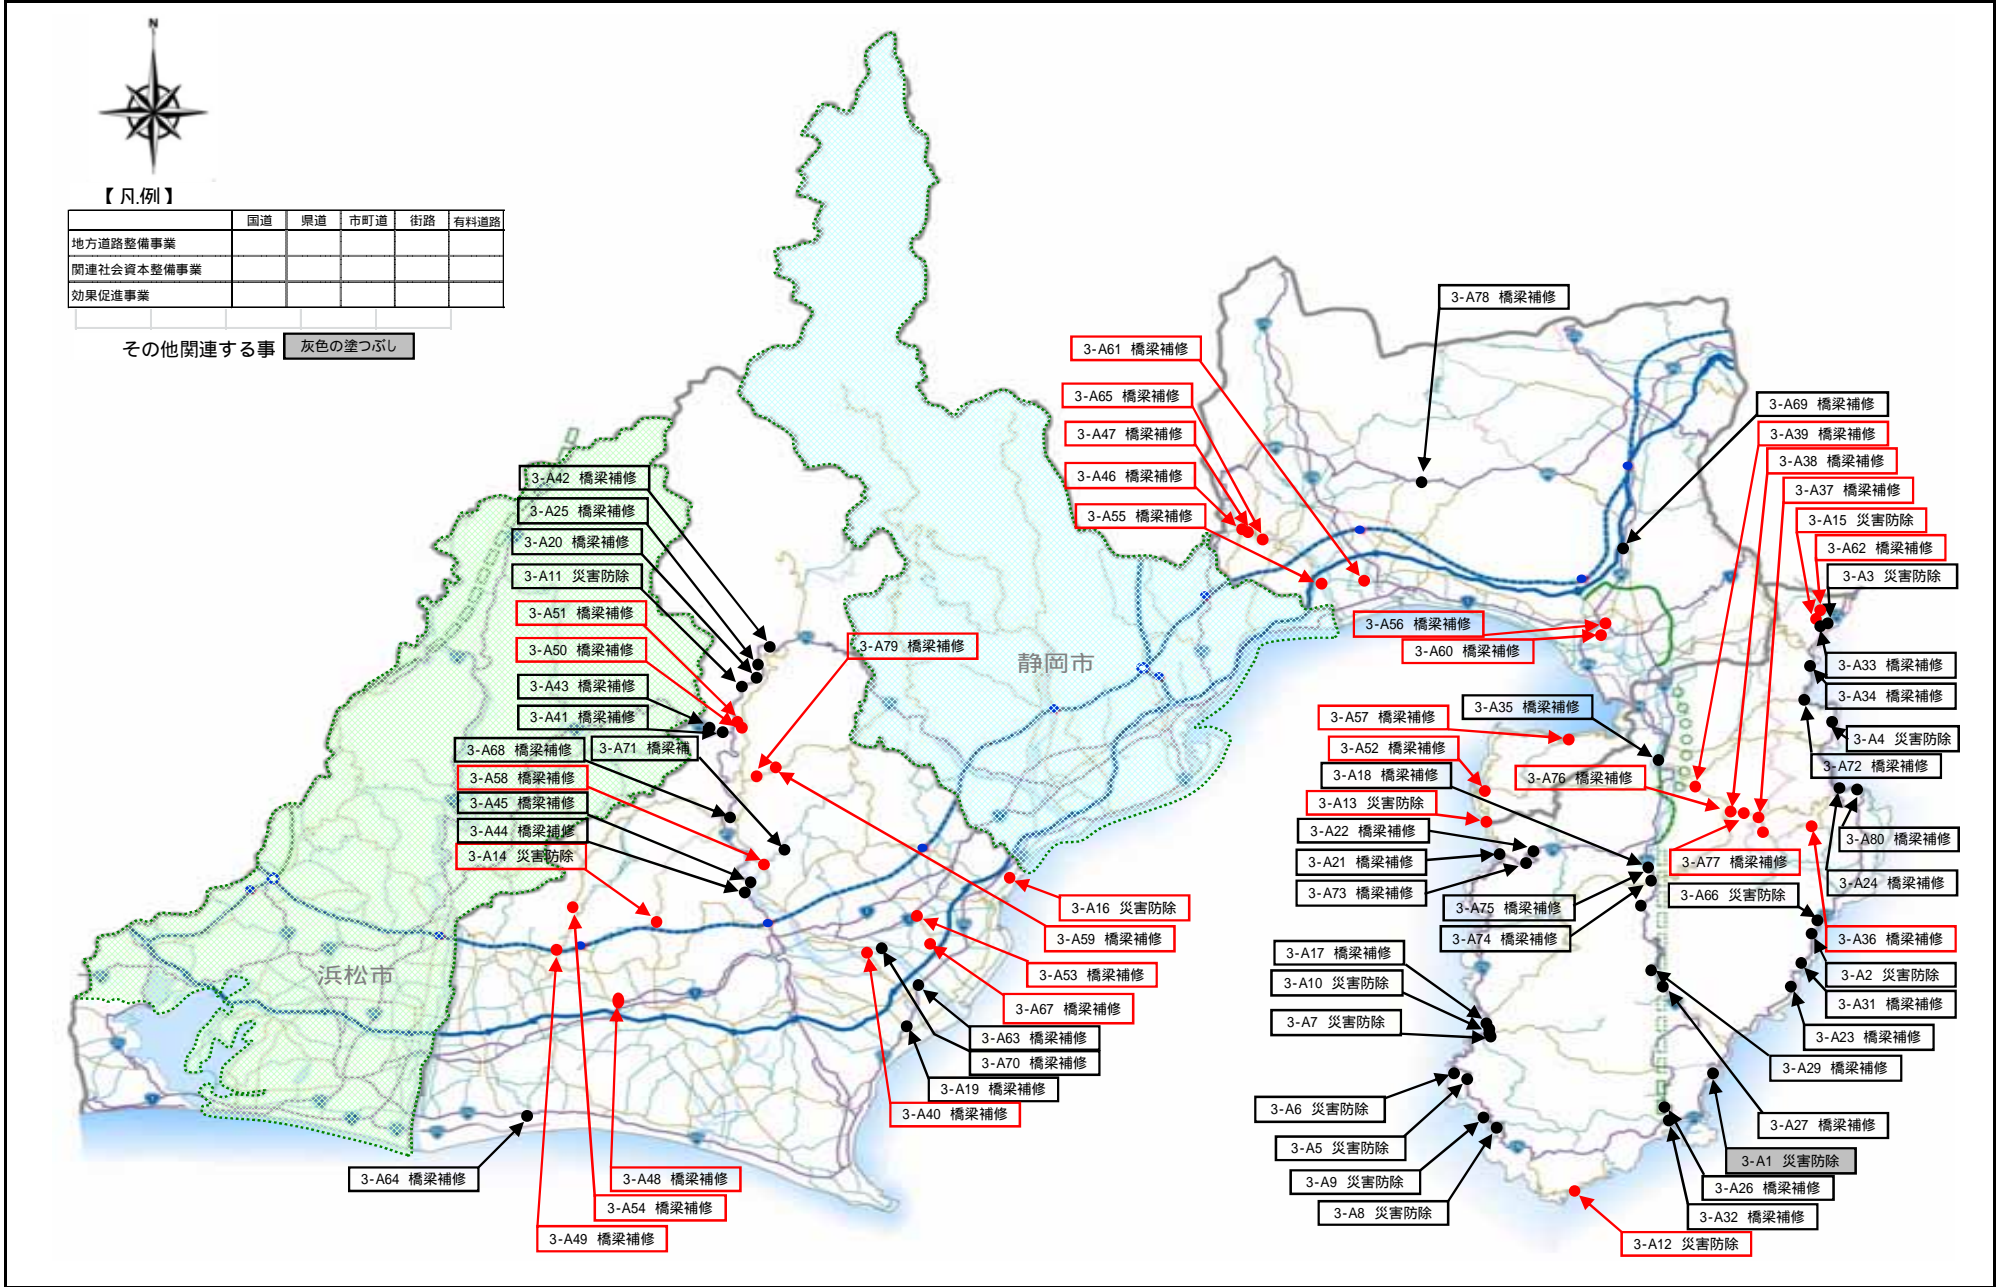 N
【凡.例】
国道 県道 市町道 街路 有料道路
地方道路整備事業
関連社会資本整備事業
効果促進事業
その他関連する事 灰色の塗つぶし
3-A42 橋梁補修
3-A25 橋梁補修
3-A20 橋梁補修
3-A11 災害防除
3-A51 橋梁補修
3-A50 橋梁補修
3-A43 橋梁補修
3-A41 橋梁補修
3-A68 橋梁補修
3-A71 橋梁補
3-A58 橋梁補修
3-A45 橋梁補修
3-A44 橋梁補修
3-A14 災害防除
浜松市
3-A64 橋梁補修
3-A48 橋梁補修
3-A54 橋梁補修
3-A49 橋梁補修
3-A79 橋梁補修
静岡市
3-A16 災害防除
3-A59 橋梁補修
3-A53 橋梁補修
3-A67 橋梁補修
3-A63 橋梁補修
3-A70 橋梁補修
3-A19 橋梁補修
3-A40 橋梁補修
3-A78 橋梁補修
3-A61 橋梁補修
3-A65 橋梁補修
3-A47 橋梁補修
3-A46 橋梁補修
3-A55 橋梁補修
3-A56 橋梁補修
3-A60 橋梁補修
3-A69 橋梁補修
3-A39 橋梁補修
3-A38 橋梁補修
3-A37 橋梁補修
3-A15 災害防除
3-A62 橋梁補修
3-A3 災害防除
3-A33 橋梁補修
3-A34 橋梁補修
3-A4 災害防除
3-A72 橋梁補修
3-A35 橋梁補修
3-A57 橋梁補修
3-A52 橋梁補修
3-A18 橋梁補修
3-A76 橋梁補修
3-A13 災害防除
3-A22 橋梁補修
3-A21 橋梁補修
3-A73 橋梁補修
3-A75 橋梁補修
3-A74 橋梁補修
3-A80 橋梁補修
3-A77 橋梁補修
3-A24 橋梁補修
3-A66 災害防除
3-A36 橋梁補修
3-A2 災害防除
3-A31 橋梁補修
3-A23 橋梁補修
3-A29 橋梁補修
3-A27 橋梁補修
3-A17 橋梁補修
3-A10 災害防除
3-A7 災害防除
3-A6 災害防除
3-A5 災害防除
3-A9 災害防除
3-A8 災害防除
3-A1 災害防除
3-A26 橋梁補修
3-A32 橋梁補修
3-A12 災害防除